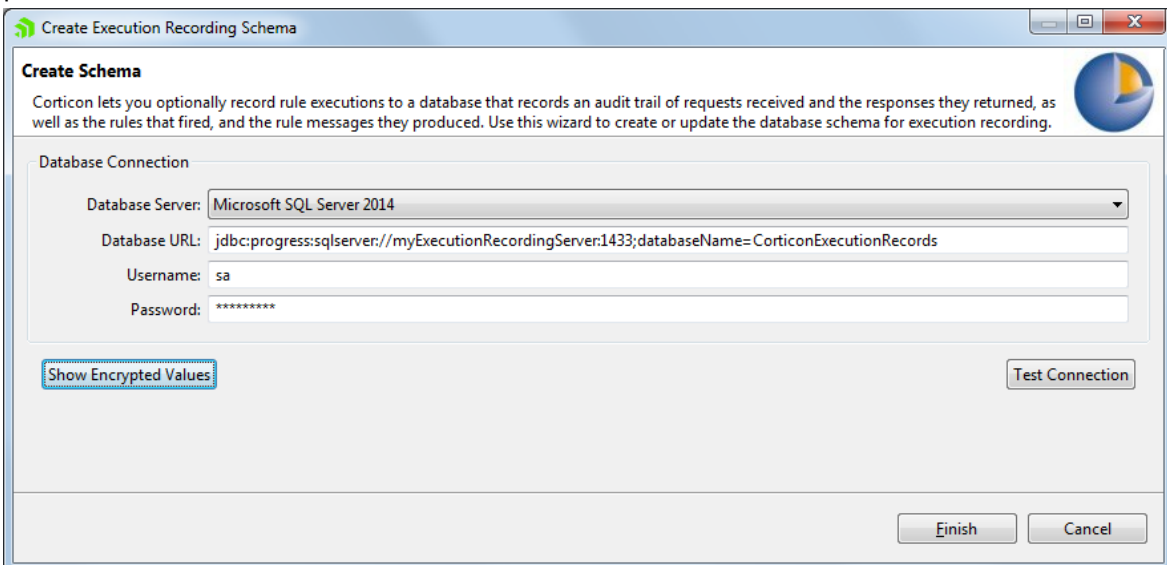 Create Execution Recording Schema
Create Schema
Corticon lets you optionally record rule executions to a database that records an audit trail of requests received and the responses they returned, as
well as the rules that fired, and the rule messages they produced. Use this wizard to create or update the database schema for execution recording.
Database Connection
Database Server: Microsoft SQL Server 2014
Database URL: jdbc:progress:sqlserver://myExecutionRecordingServer:1433;databaseName=CorticonExecutionRecords
Username: sa
Password: *********
Show Encrypted Values Test Connection
Finish Cancel